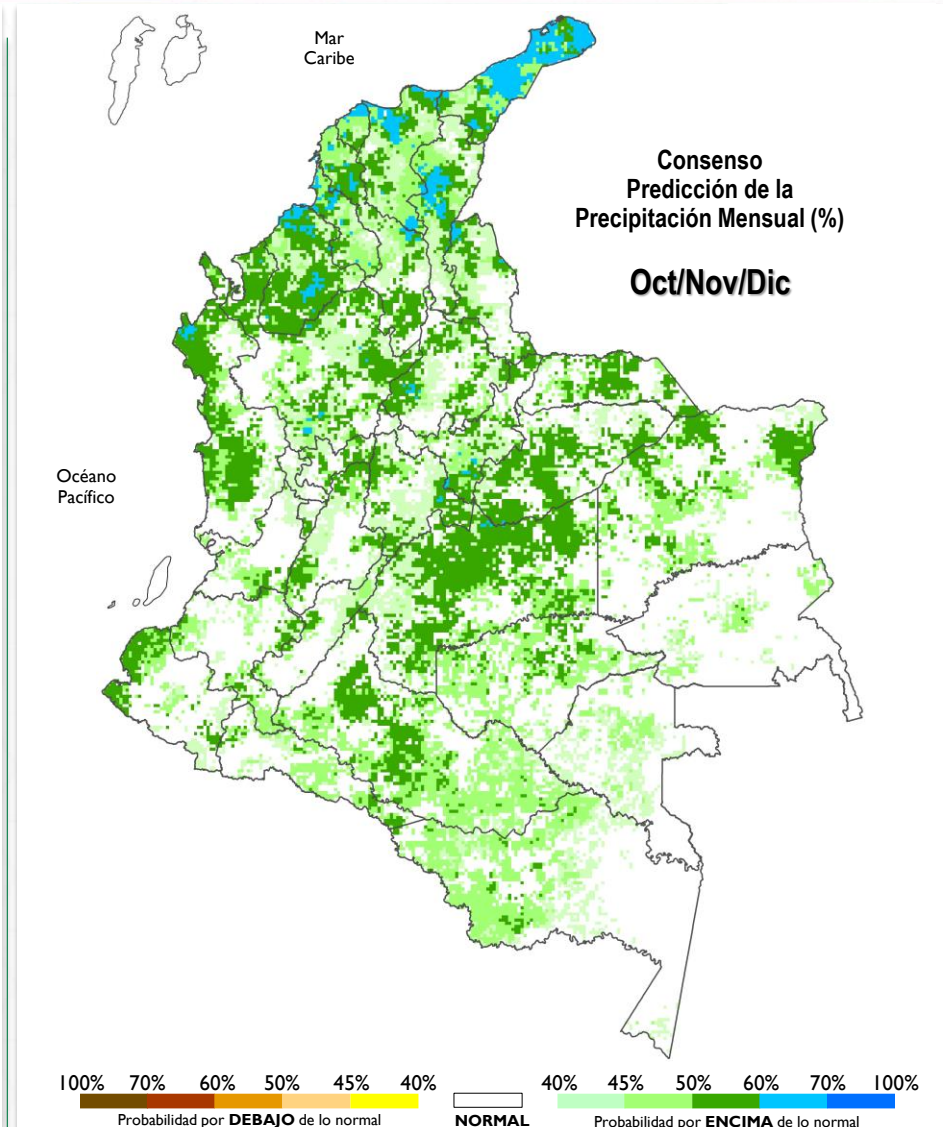 Mar
Caribe
Consenso
Predicción de la
Precipitación Mensual (%)
Oct/Nov/Dic
Océano
Pacífico
100% 70% 60% 50% 45% 40% 40% 45% 50% 60% 70% 100%
Probabilidad por DEBAJO de lo normal NORMAL Probabilidad por ENCIMA de lo normal